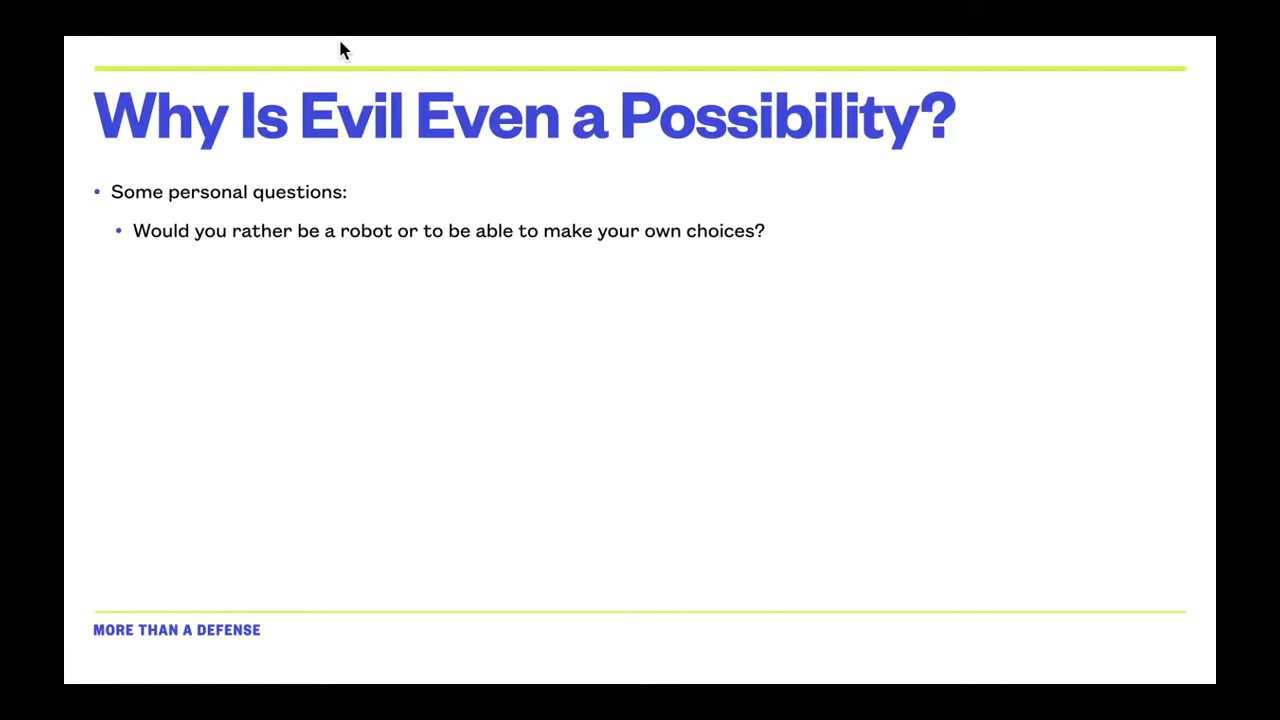 Why Is Evil Even a Possibility?
• Some personal questions:
• Would you rather be a robot or to be able to make your own choices?
MORE THAN A DEFENSE